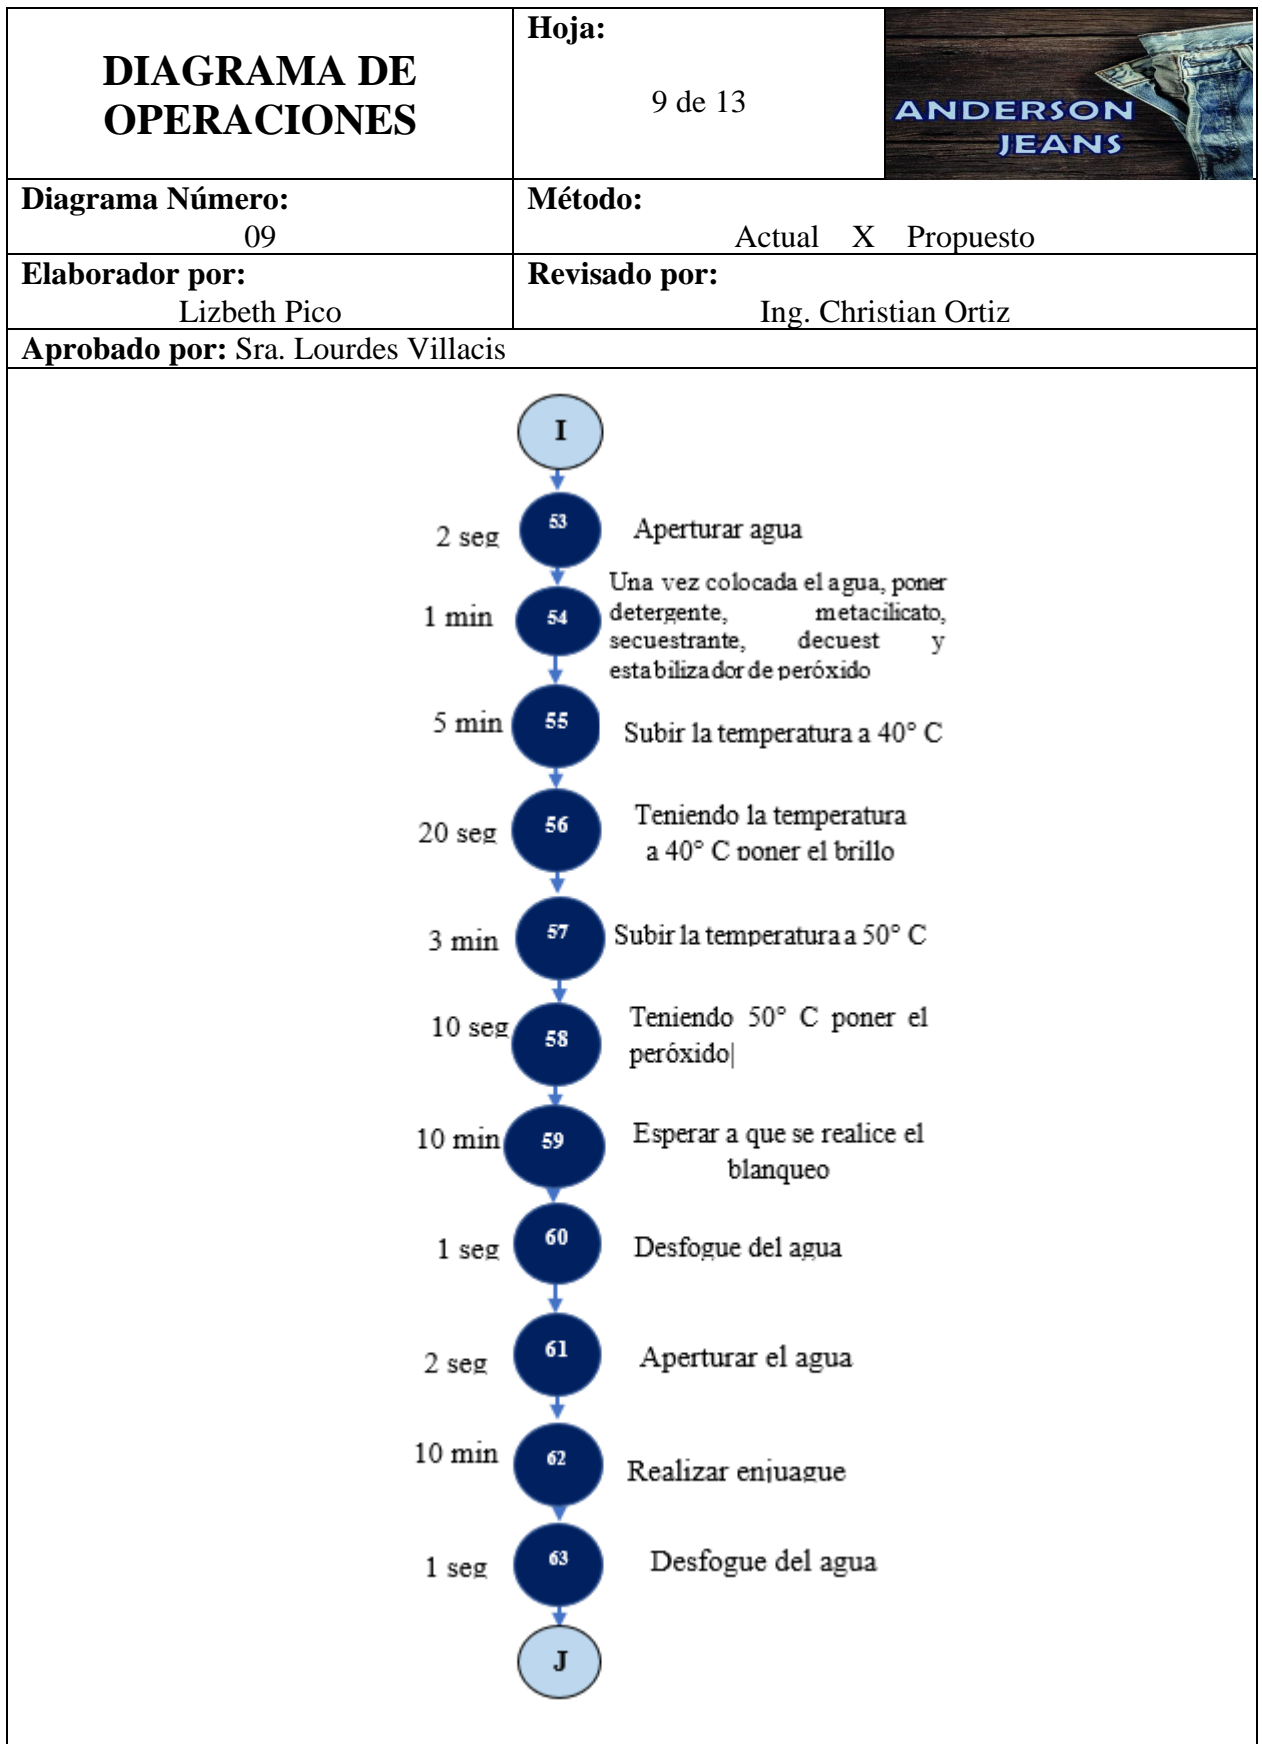 DIAGRAMA DE
OPERACIONES
Hoja:
9 de 13
ANDERSON
JEANS
Diagrama Número:
09
Método:
Actual X Propuesto
Elaborador por:
Lizbeth Pico
Revisado por:
Ing. Christian Ortiz
Aprobado por: Sra. Lourdes Villacis
I
2 seg
53
Aperturar agua
1 min
54
Una vez colocada el agua, poner
detergente, metacilicato,
secuestrante, decuest y
estabilizador de peróxido
5 min
55
Subir la temperatura a 40° C
20 seg
56
Teniendo la temperatura
a 40° C poner el brillo
3 min
57
Subir la temperatura a 50° C
10 seg
58
Teniendo 50° C poner el
peróxido
10 min
59
Esperar a que se realice el
blanqueo
1 seg
60
Desfogue del agua
2 seg
61
Aperturar el agua
10 min
62
Realizar enjuague
1 seg
63
Desfogue del agua
J